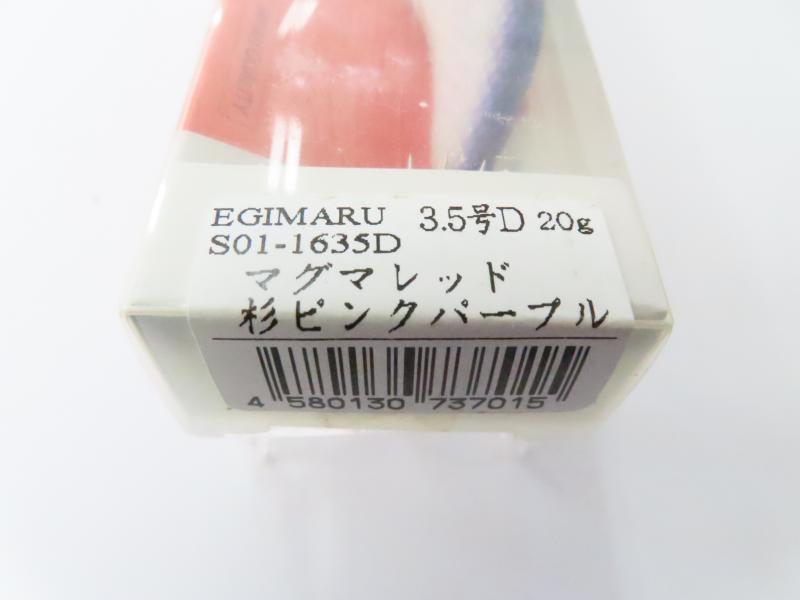 EGIMARU 3.5号D 20g
S01-1635D
マグマレッド
杉ピンクパープル
4 580130 737015